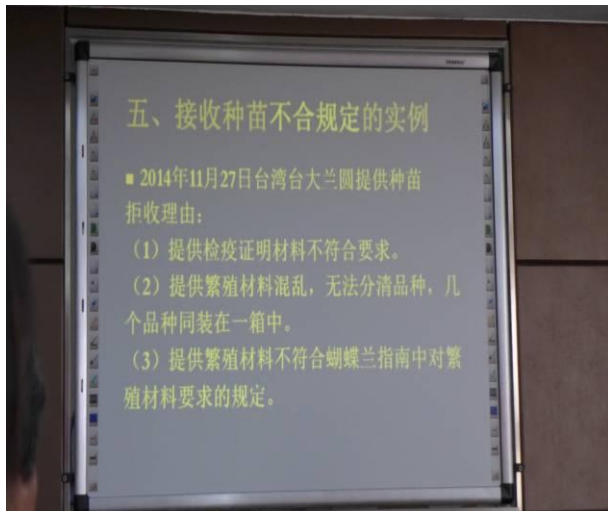 五、接收种苗不合规定的实例
■ 2014年11月27日台湾台大兰圆提供种苗
拒收理由：
（1）提供检疫证明材料不符合要求。
（2）提供繁殖材料混乱，无法分清品种，几
个品种同装在一箱中。
（3）提供繁殖材料不符合蝴蝶兰指南中对繁
殖材料要求的规定。